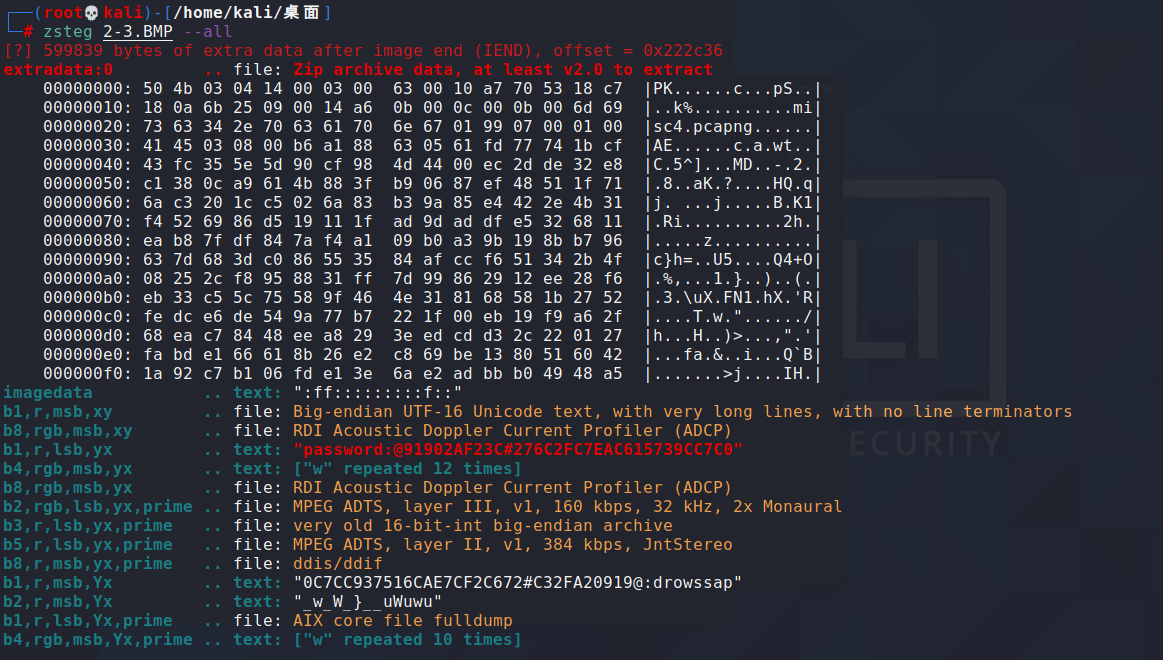 ┌──(root💀kali)-[/home/kali/桌面]
└─# zsteg 2-3.BMP --all
[?] 599839 bytes of extra data after image end (IEND), offset = 0x222c36
extradata:0 .. file: Zip archive data, at least v2.0 to extract
00000000: 50 4b 03 04 14 00 03 00 63 00 10 a7 70 53 18 c7 |PK......c...pS..|
00000010: 18 0a 6b 25 09 00 14 a6 0b 00 0c 00 0b 00 6d 69 |..k%..........mi|
00000020: 73 63 34 2e 70 63 61 70 6e 67 01 99 07 00 01 00 |sc4.pcapng......|
00000030: 41 45 03 08 00 b6 a1 88 63 05 61 fd 77 74 1b cf |AE......c.a.wt..|
00000040: 43 fc 35 5e 5d 90 cf 98 4d 44 00 ec 2d de 32 e8 |C.5^]...MD..-.2.|
00000050: c1 38 0c a9 61 4b 88 3f b9 06 87 ef 48 51 1f 71 |.8..aK.?....HQ.q|
00000060: 6a c3 20 1c c5 02 6a 83 b3 9a 85 e4 42 2e 4b 31 |j. ...j.....B.K1|
00000070: f4 52 69 86 d5 19 11 1f ad 9d ad df e5 32 68 11 |.Ri..........2h.|
00000080: ea b8 7f df 84 7a f4 a1 09 b0 a3 9b 19 8b b7 96 |.....z..........|
00000090: 63 7d 68 3d c0 86 55 35 84 af cc f6 51 34 2b 4f |c}h=..U5....Q4+O|
000000a0: 08 25 2c f8 95 88 31 ff 7d 99 86 29 12 ee 28 f6 |.%,...1.}..)..(.|
000000b0: eb 33 c5 5c 75 58 9f 46 4e 31 81 68 58 1b 27 52 |.3.\uX.FN1.hX.'R|
000000c0: fe dc e6 de 54 9a 77 b7 22 1f 00 eb 19 f9 a6 2f |....T.w."....../|
000000d0: 68 ea c7 84 48 ee a8 29 3e ed cd d3 2c 22 01 27 |h...H..)>...,".'|
000000e0: fa bd e1 66 61 8b 26 e2 c8 69 be 13 80 51 60 42 |...fa.&..i...Q`B|
000000f0: 1a 92 c7 b1 06 fd e1 3e 6a e2 ad bb b0 49 48 a5 |.......>j....IH.|
imagedata .. text: ":ff:::::::::f::"
b1,r,msb,xy .. file: Big-endian UTF-16 Unicode text, with very long lines, with no line terminators
b8,rgb,msb,xy .. file: RDI Acoustic Doppler Current Profiler (ADCP)
b1,r,lsb,yx .. text: "password:@91902AF23C#276C2FC7EAC615739CC7C0"
b4,rgb,msb,yx .. text: ["w" repeated 12 times]
b8,rgb,msb,yx .. file: RDI Acoustic Doppler Current Profiler (ADCP)
b2,rgb,lsb,yx,prime .. file: MPEG ADTS, layer III, v1, 160 kbps, 32 kHz, 2x Monaural
b3,r,lsb,yx,prime .. file: very old 16-bit-int big-endian archive
b5,r,lsb,yx,prime .. file: MPEG ADTS, layer II, v1, 384 kbps, JntStereo
b8,r,msb,yx,prime .. file: ddis/ddif
b1,r,msb,Yx .. text: "0C7CC937516CAE7CF2C672#C32FA20919@:drowssap"
b2,r,msb,Yx .. text: "_w_W_}__uWuwu"
b1,r,lsb,Yx,prime .. file: AIX core file fulldump
b4,rgb,msb,Yx,prime .. text: ["w" repeated 10 times]
ECURITY